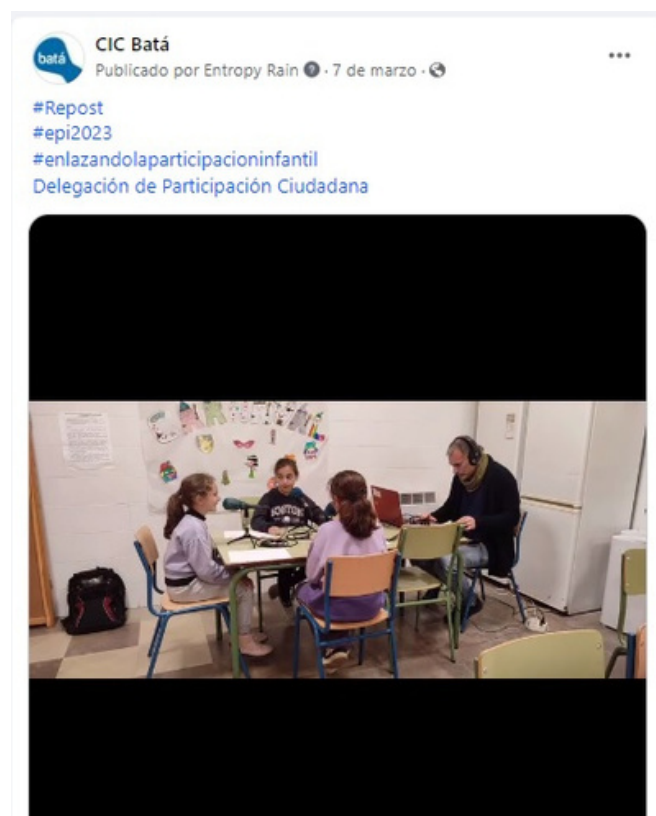 batá
CIC Batá
Publicado por Entropy Rain · 7 de marzo ·
#Repost
#epi2023
#enlazandolaparticipacioninfantil
Delegación de Participación Ciudadana